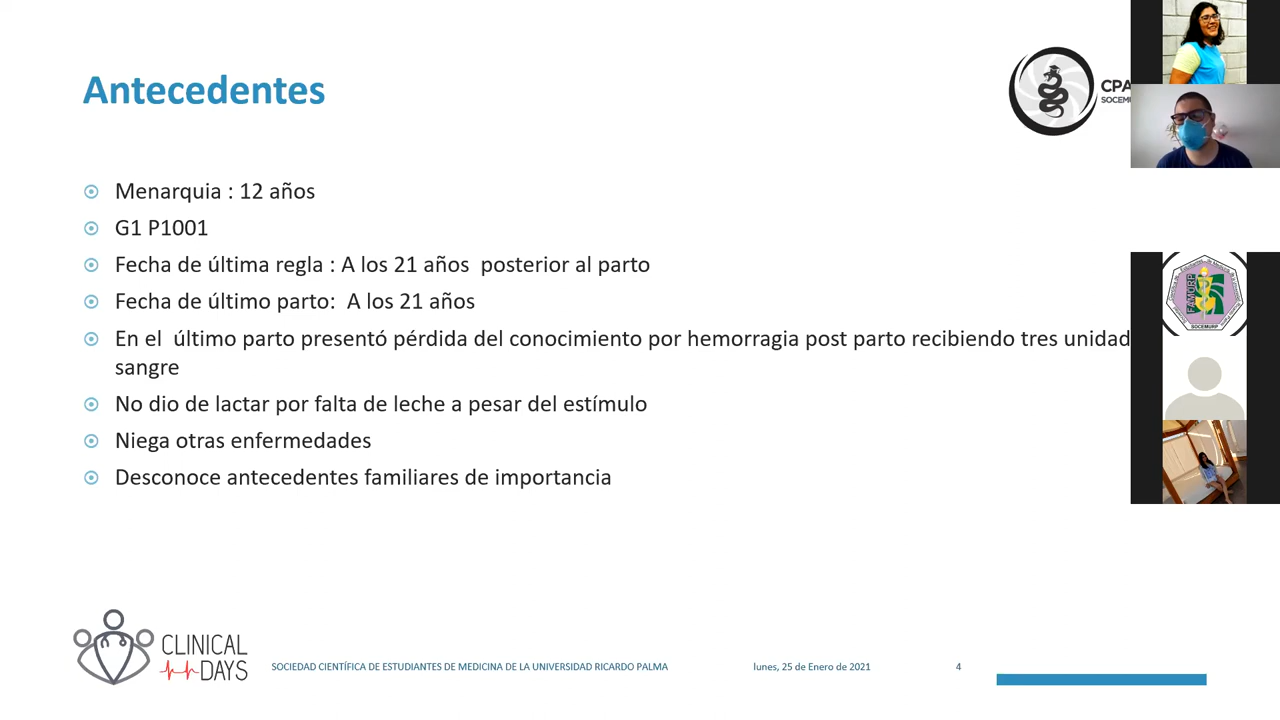 Antecedentes
CPA
SOCEMU
Menarquia : 12 años
G1 P1001
Fecha de última regla : A los 21 años  posterior al parto
Fecha de último parto:  A los 21 años
En el  último parto presentó pérdida del conocimiento por hemorragia post parto recibiendo tres unidad
sangre
No dio de lactar por falta de leche a pesar del estímulo
Niega otras enfermedades
Desconoce antecedentes familiares de importancia
FAMURP
SOCEMURP
CLINICAL
DAYS
SOCIEDAD CIENTÍFICA DE ESTUDIANTES DE MEDICINA DE LA UNIVERSIDAD RICARDO PALMA
lunes, 25 de Enero de 2021
4